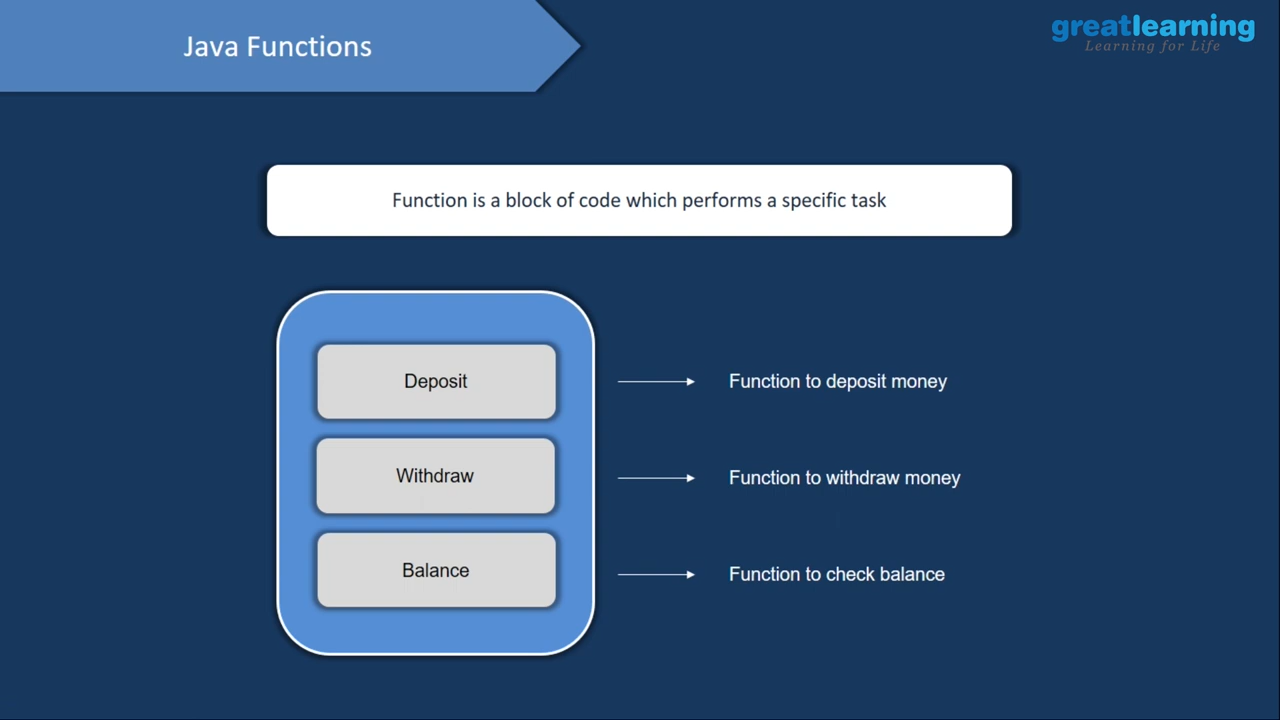 Java Functions
greatlearning
Learning for Life
Function is a block of code which performs a specific task
Deposit
Function to deposit money
Withdraw
Function to withdraw money
Balance
Function to check balance